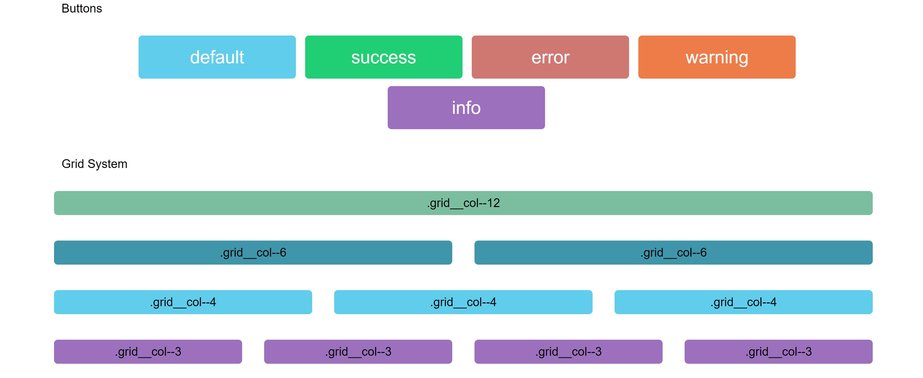 Buttons
default success error warning
info
Grid System
.grid__col--12
.grid__col--6 .grid__col--6
.grid__col--4 .grid__col--4 .grid__col--4
.grid__col--3 .grid__col--3 .grid__col--3 .grid__col--3